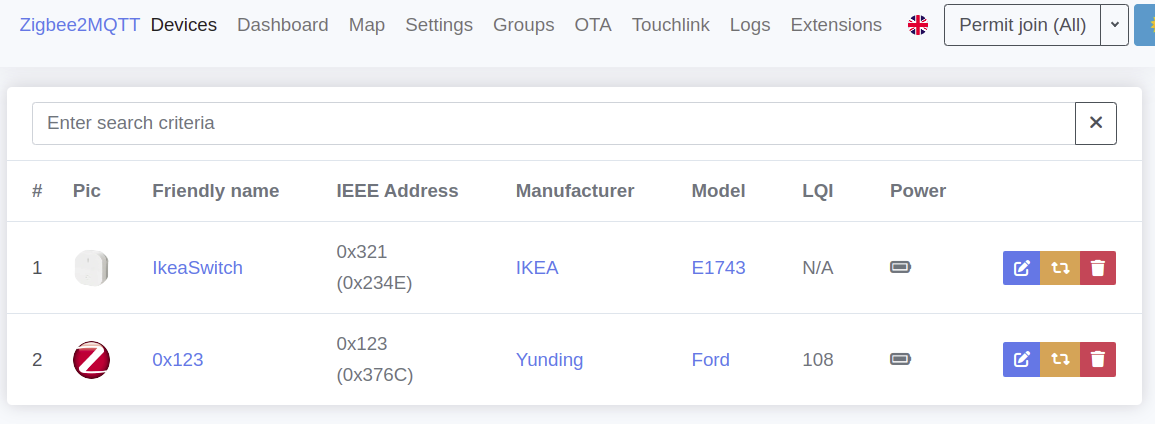 Zigbee2MQTT Devices Dashboard Map Settings Groups OTA Touchlink Logs Extensions Permit join (All)
Enter search criteria
# Pic Friendly name IEEE Address Manufacturer Model LQI Power
1 IkeaSwitch 0x321 IKEA E1743 N/A
(0x234E)
2 0x123 0x123 Yunding Ford 108
(0x376C)